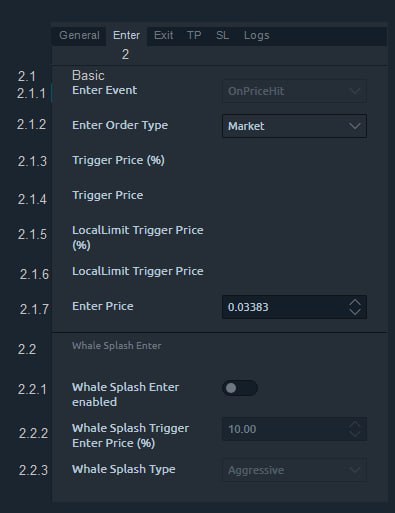 General Enter Exit TP SL Logs
2
2.1 Basic
2.1.1 Enter Event OnPriceHit
2.1.2 Enter Order Type Market
2.1.3 Trigger Price (%)
2.1.4 Trigger Price
2.1.5 LocalLimit Trigger Price
(%)
2.1.6 LocalLimit Trigger Price
2.1.7 Enter Price 0.03383
2.2 Whale Splash Enter
2.2.1 Whale Splash Enter
enabled
2.2.2 Whale Splash Trigger 10.00
Enter Price (%)
2.2.3 Whale Splash Type Aggressive